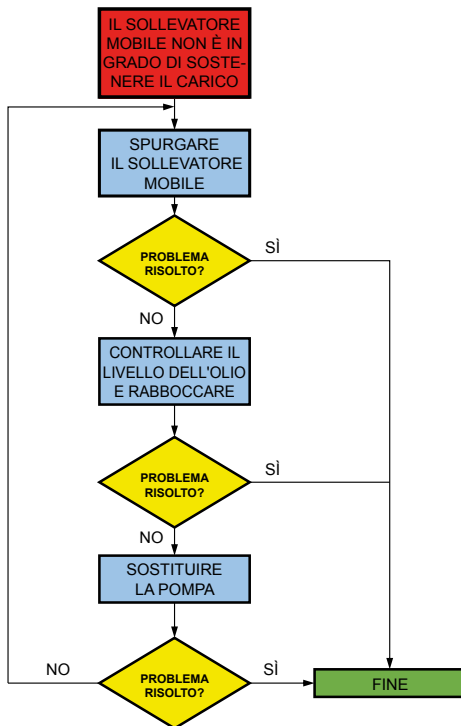 IL SOLLEVATORE
MOBILE NON È IN
GRADO DI SOSTE-
NERE IL CARICO
SPURGARE
IL SOLLEVATORE
MOBILE
PROBLEMA
RISOLTO?
SÌ
NO
CONTROLLARE IL
LIVELLO DELL'OLIO
E RABBOCCARE
PROBLEMA
RISOLTO?
SÌ
NO
SOSTITUIRE
LA POMPA
NO
PROBLEMA
RISOLTO?
SÌ
FINE